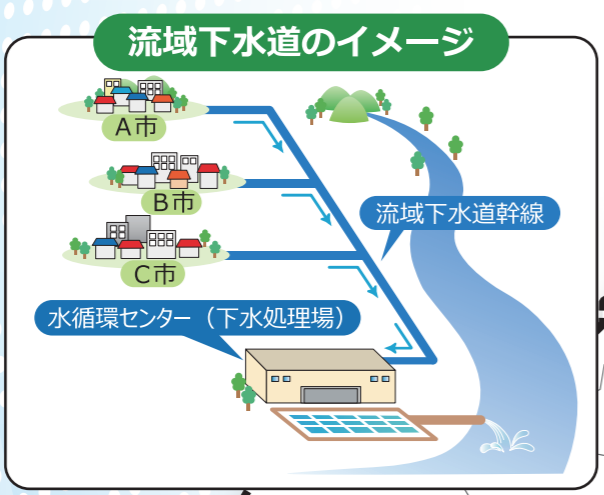 流域下水道のイメージ
A市
B市
C市
流域下水道幹線
水循環センター（下水処理場）